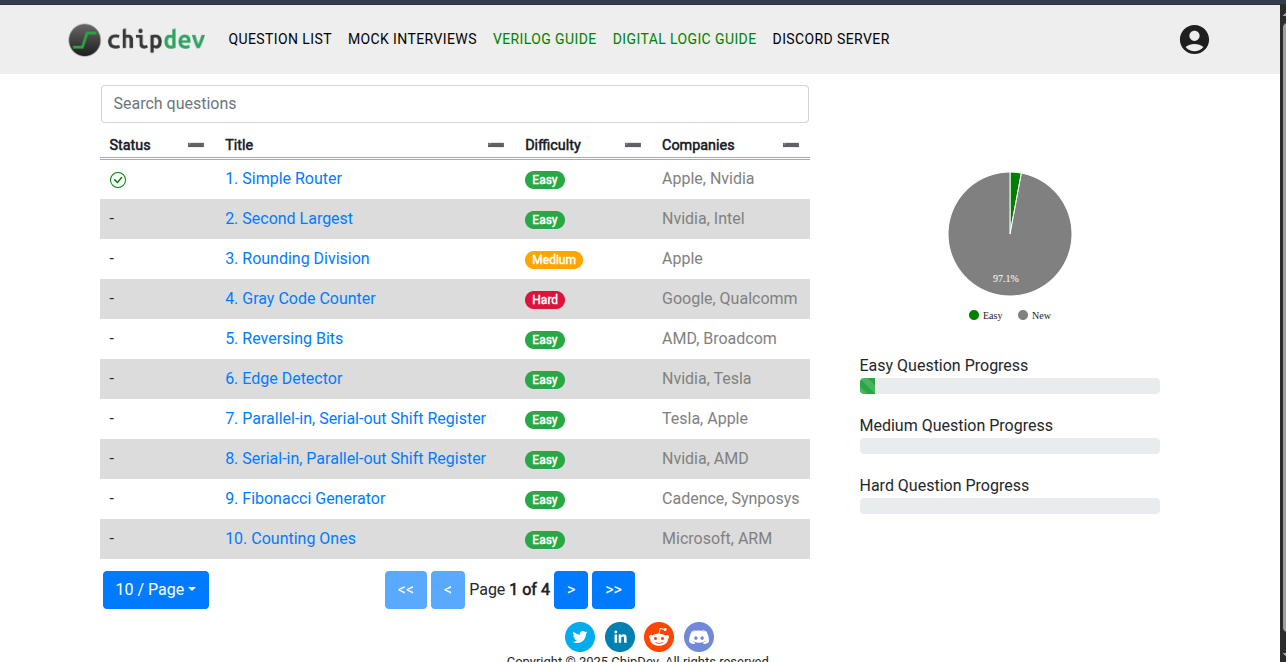 chipdev QUESTION LIST MOCK INTERVIEWS VERILOG GUIDE DIGITAL LOGIC GUIDE DISCORD SERVER
Search questions
Status Title Difficulty Companies
1. Simple Router Easy Apple, Nvidia
- 2. Second Largest Easy Nvidia, Intel
- 3. Rounding Division Medium Apple
- 4. Gray Code Counter Hard Google, Qualcomm
- 5. Reversing Bits Easy AMD, Broadcom
- 6. Edge Detector Easy Nvidia, Tesla
- 7. Parallel-in, Serial-out Shift Register Easy Tesla, Apple
- 8. Serial-in, Parallel-out Shift Register Easy Nvidia, AMD
- 9. Fibonacci Generator Easy Cadence, Synposys
- 10. Counting Ones Easy Microsoft, ARM
10 / Page << < Page 1 of 4 > >>
97.1%
Easy New
Easy Question Progress
Medium Question Progress
Hard Question Progress
in
Copyright © 2025 ChipDev. All rights reserved.